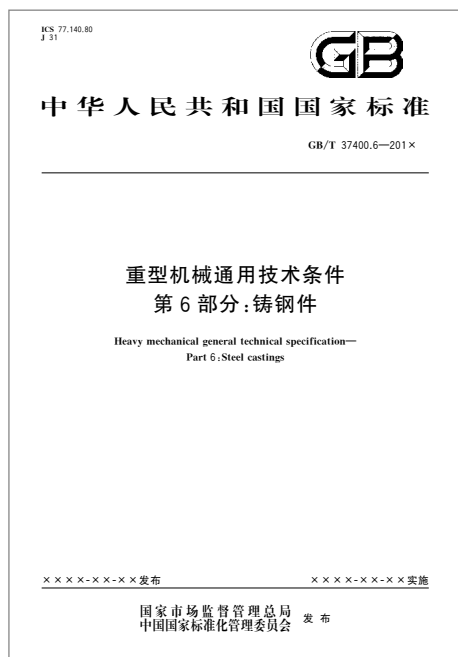 ICS 77.140.80
J 31
GB
中华人民共和国国家标准
GB/T 37400.6—201×
重型机械通用技术条件
第 6 部分:铸钢件
Heavy mechanical general technical specification—
Part 6:Steel castings
××××-××-××发布
××××-××-××实施
国家市场监督管理总局
中国国家标准化管理委员会
发 布